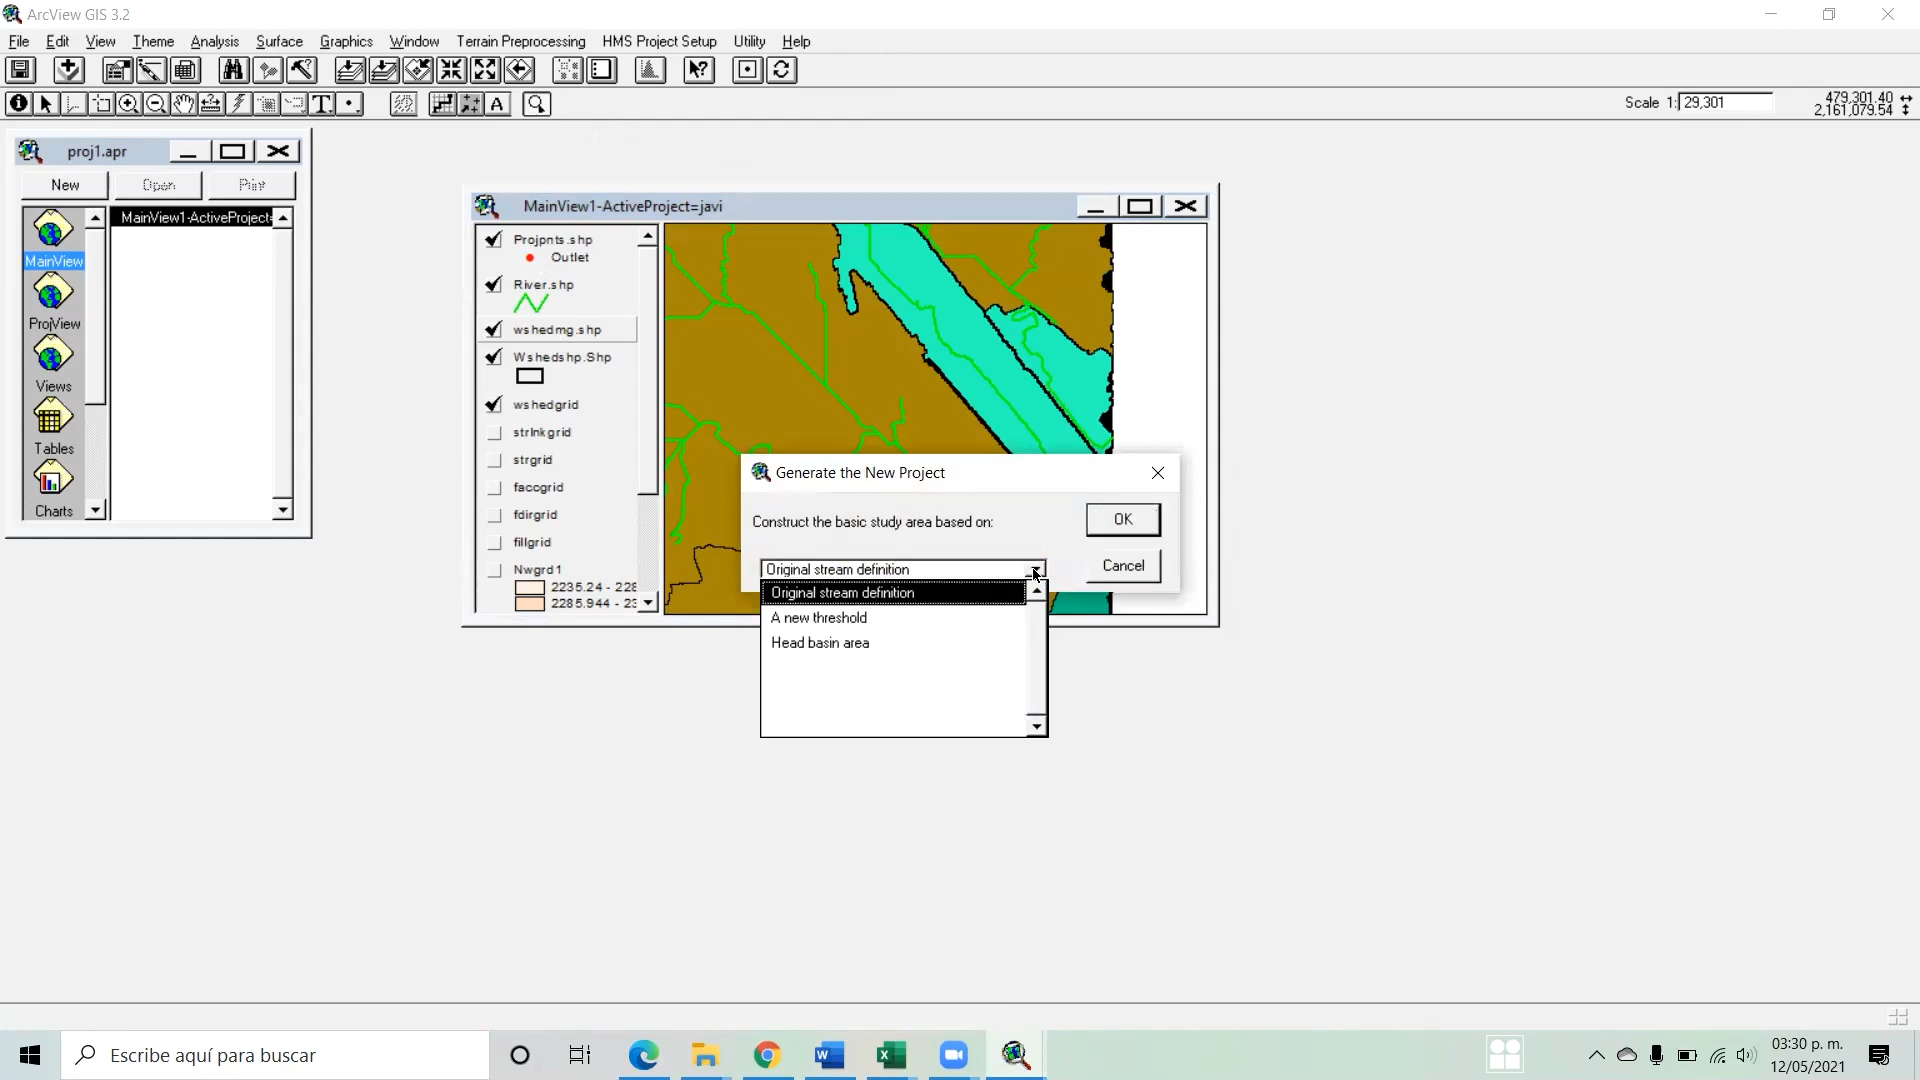 ArcView GIS 3.2
File Edit View Theme Analysis Surface Graphics Window Terrain Preprocessing HMS Project Setup Utility Help
Scale 1: 29,301
479,301.40
2,161,079.54
proj1.apr
New Open Print
MainView1-ActiveProject=
MainView
ProjView
Views
Tables
Charts
MainView1-ActiveProject=javi
Projpnts.shp
Outlet
River.shp
wshedmg.shp
Wshedshp.Shp
wshedgrid
strlnkgrid
strgrid
faccgrid
fdirgrid
fillgrid
Nwgrd1
2235.24 - 228
2285.944 - 23
Generate the New Project
Construct the basic study area based on:
OK
Cancel
Original stream definition
Original stream definition
A new threshold
Head basin area
Escribe aquí para buscar
03:30 p. m.
12/05/2021